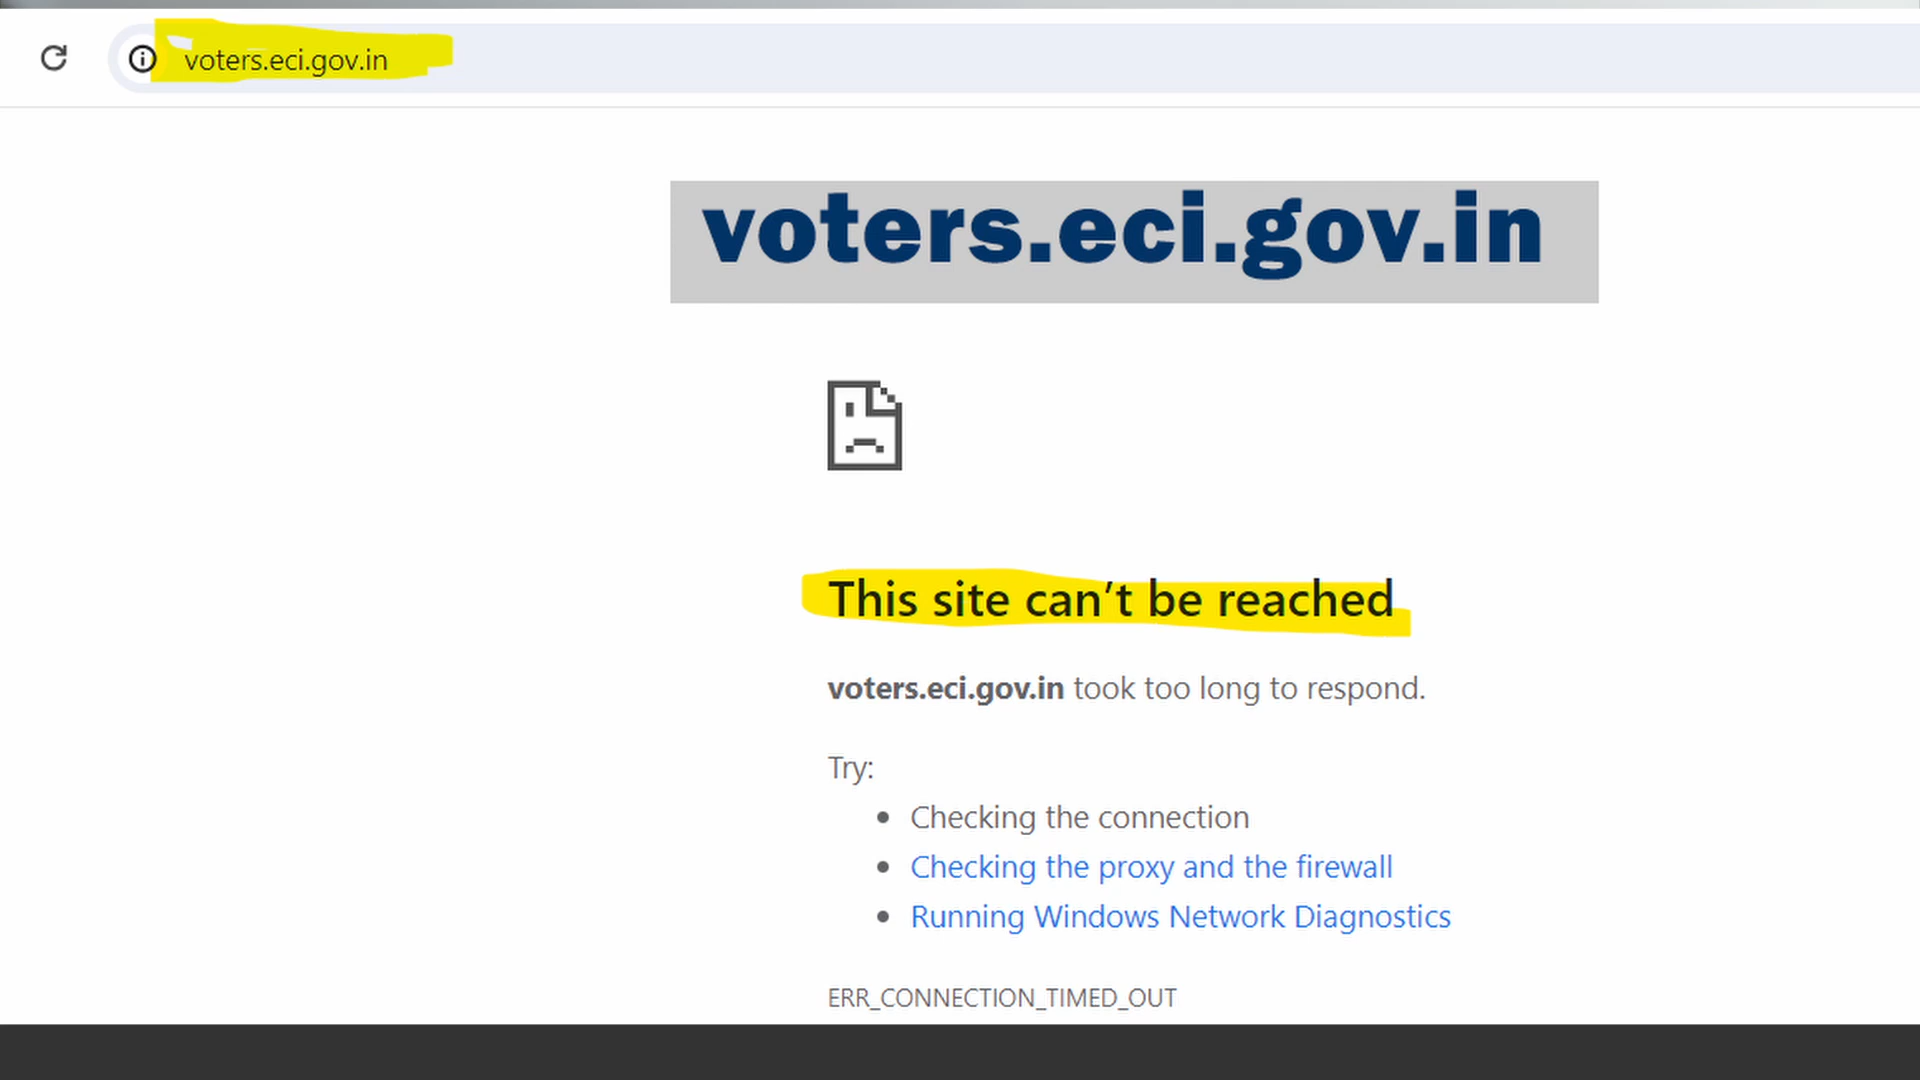 voters.eci.gov.in
voters.eci.gov.in
This site can’t be reached
voters.eci.gov.in took too long to respond.
Try:
• Checking the connection
• Checking the proxy and the firewall
• Running Windows Network Diagnostics
ERR_CONNECTION_TIMED_OUT